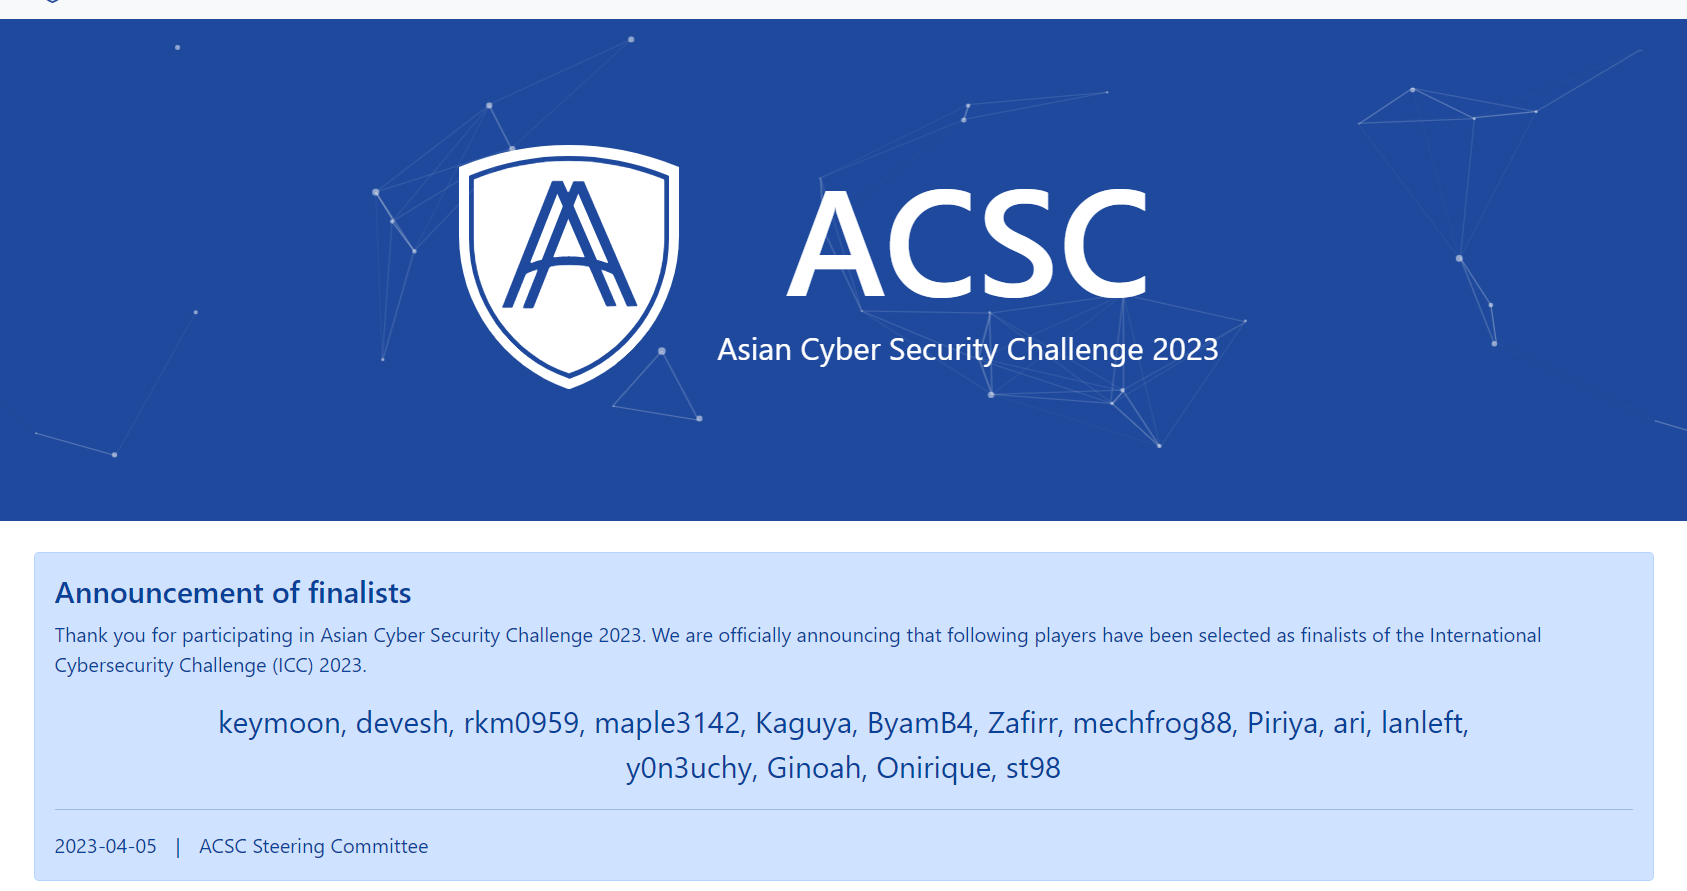 ACSC
Asian Cyber Security Challenge 2023
Announcement of finalists
Thank you for participating in Asian Cyber Security Challenge 2023. We are officially announcing that following players have been selected as finalists of the International
Cybersecurity Challenge (ICC) 2023.
keymoon, devesh, rkm0959, maple3142, Kaguya, ByamB4, Zafirr, mechfrog88, Piriya, ari, lanleft,
y0n3uchy, Ginoah, Onirique, st98
2023-04-05 | ACSC Steering Committee